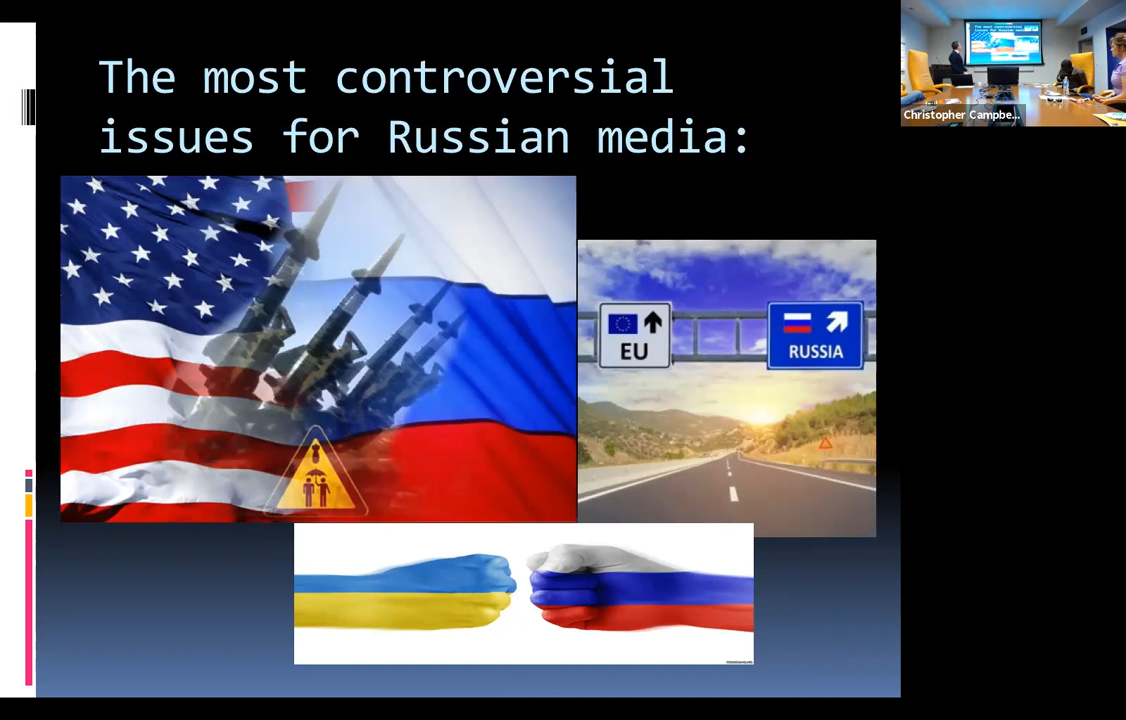 The most controversial
issues for Russian media:
Christopher Campbe...
EU
RUSSIA